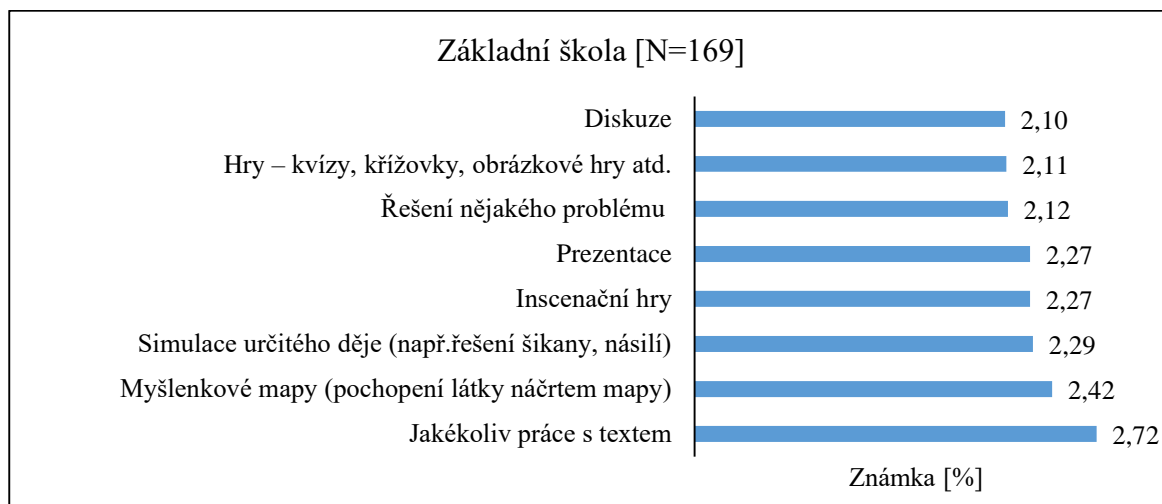 Základní škola [N=169]
Diskuze 2,10
Hry – kvízy, křížovky, obrázkové hry atd. 2,11
Řešení nějakého problému 2,12
Prezentace 2,27
Inscenační hry 2,27
Simulace určitého děje (např.řešení šikany, násilí) 2,29
Myšlenkové mapy (pochopení látky náčrtem mapy) 2,42
Jakékoliv práce s textem 2,72
Známka [%]